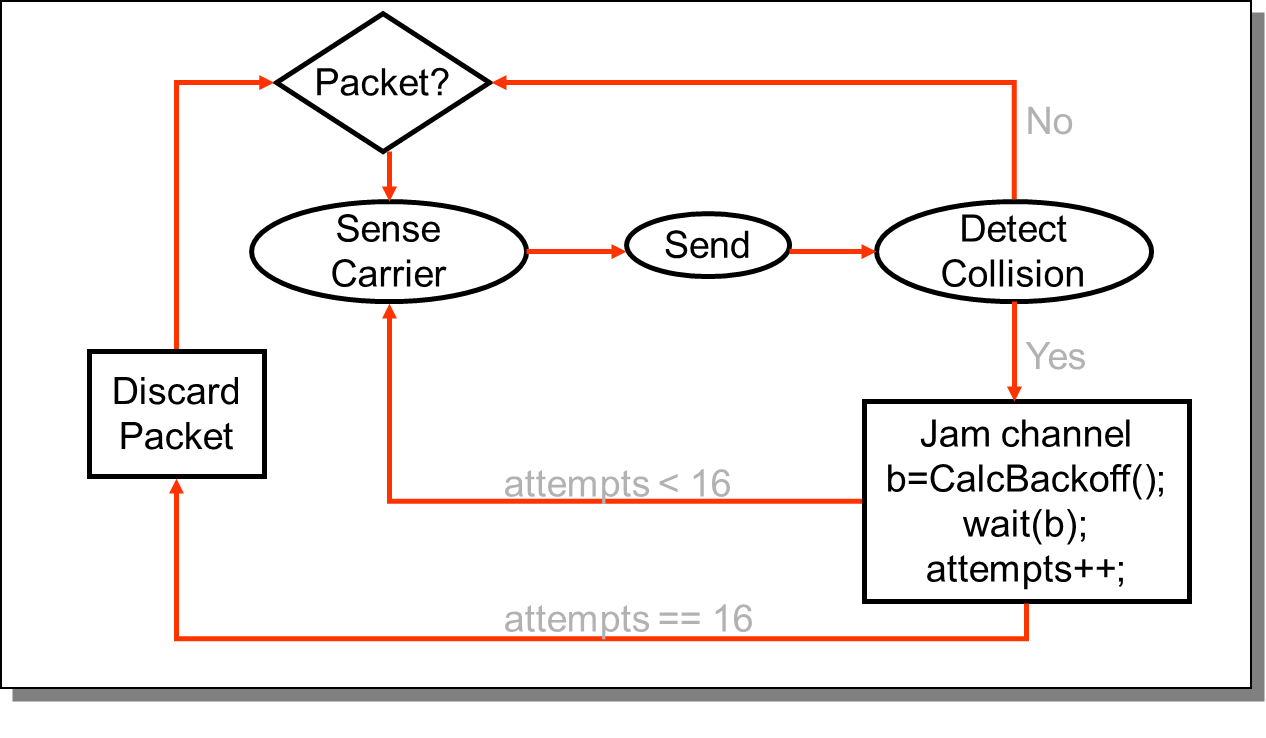 Packet?
No
Sense
Carrier
Send
Detect
Collision
Yes
Discard
Packet
Jam channel
b=CalcBackoff();
wait(b);
attempts++;
attempts < 16
attempts == 16